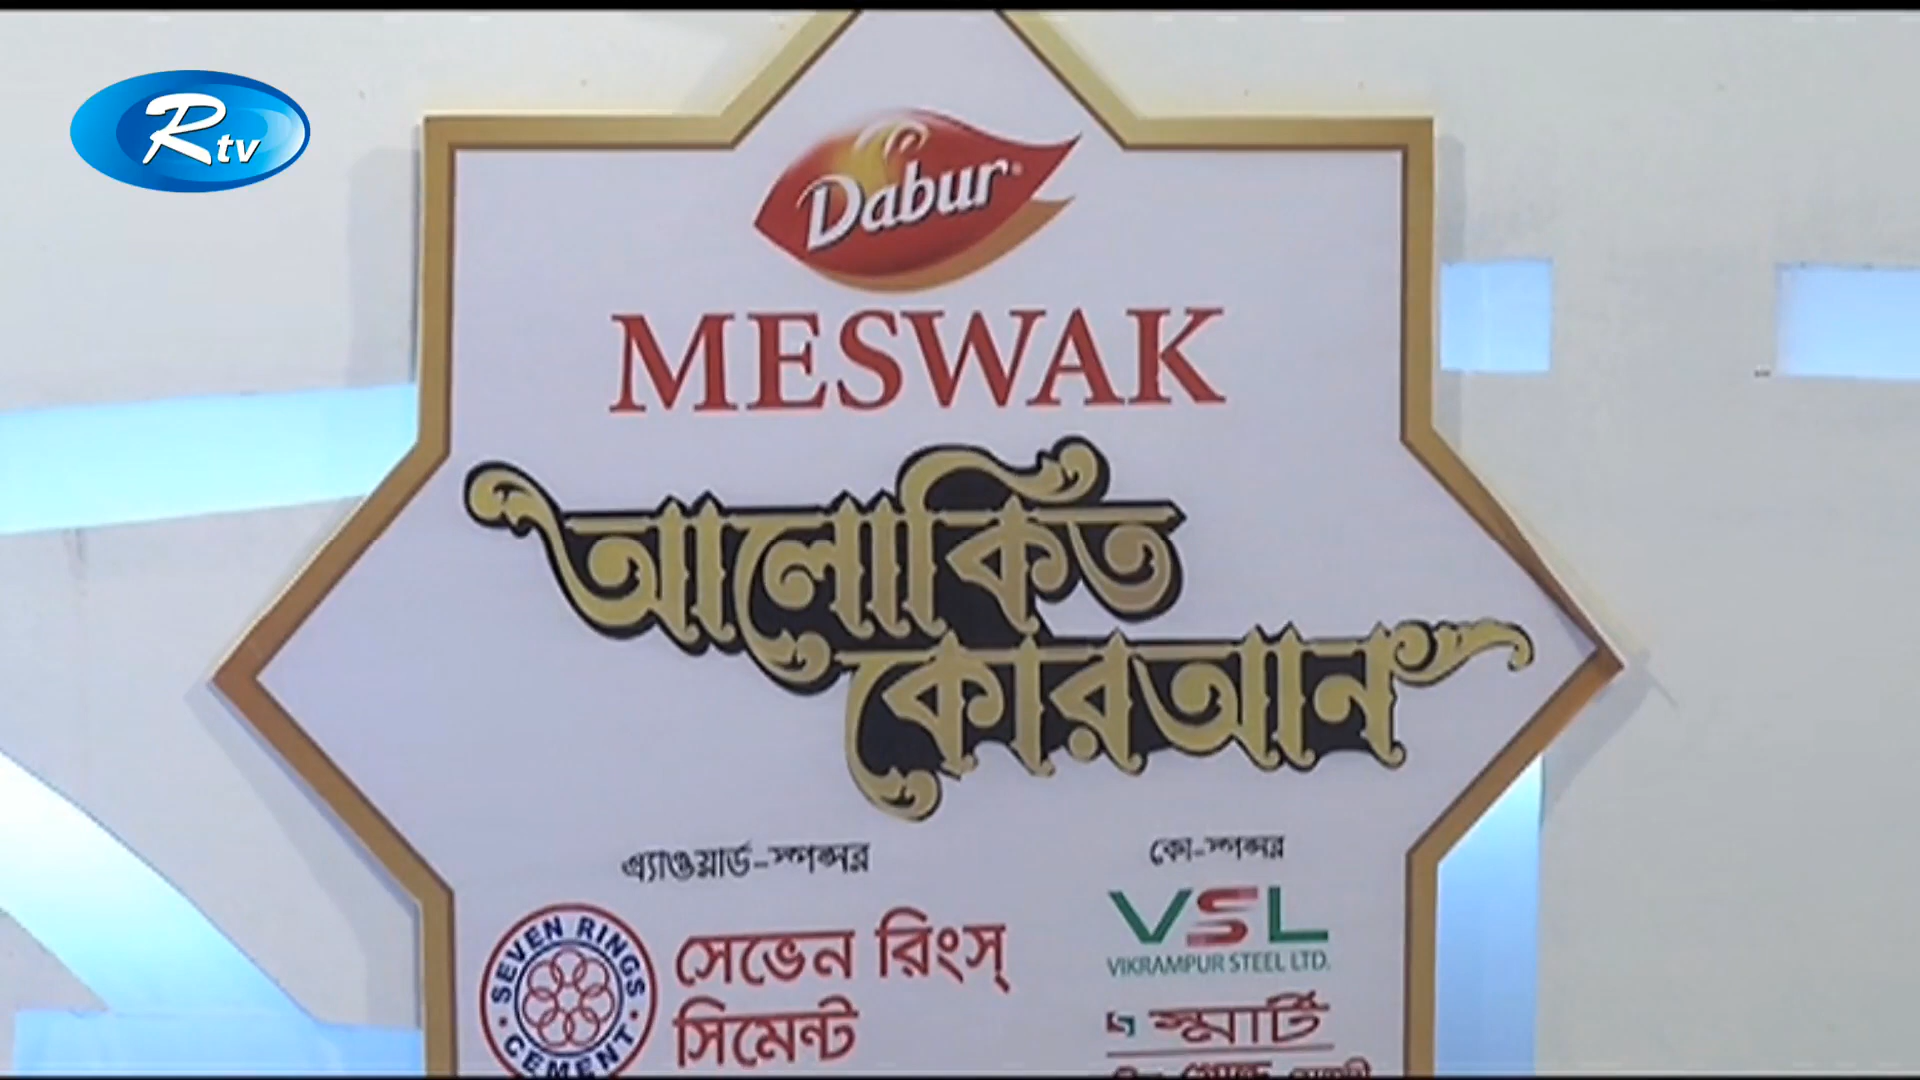 Rtv
Dabur
MESWAK
আলোকিত
কোরআন
এ্যাওয়ার্ড-স্পন্সর
কো-স্পন্সর
SEVEN RINGS CEMENT
সেভেন রিংস্
সিমেন্ট
VSL
VIKRAMPUR STEEL LTD.
স্মার্ট